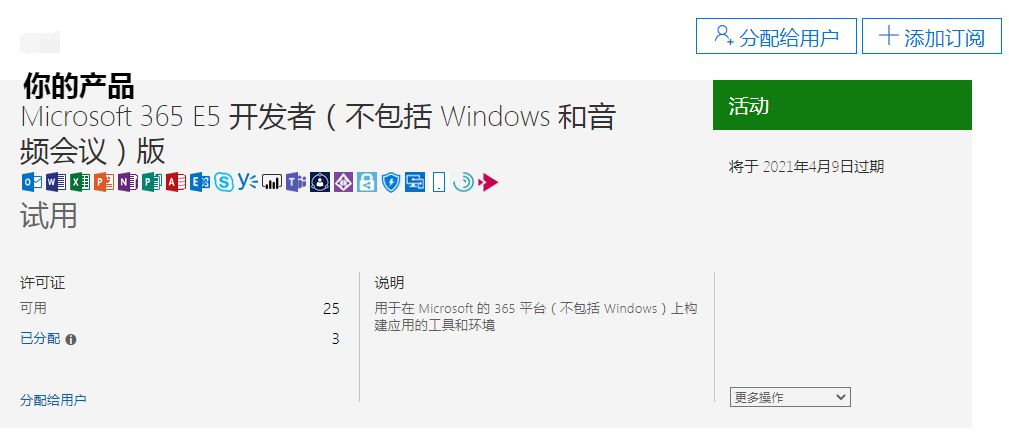 分配给用户
添加订阅
你的产品
Microsoft 365 E5 开发者（不包括 Windows 和音
频会议）版
试用
活动
将于 2021年4月9日过期
许可证
可用 25
已分配 3
分配给用户
说明
用于在 Microsoft 的 365 平台（不包括 Windows）上构
建应用的工具和环境
更多操作